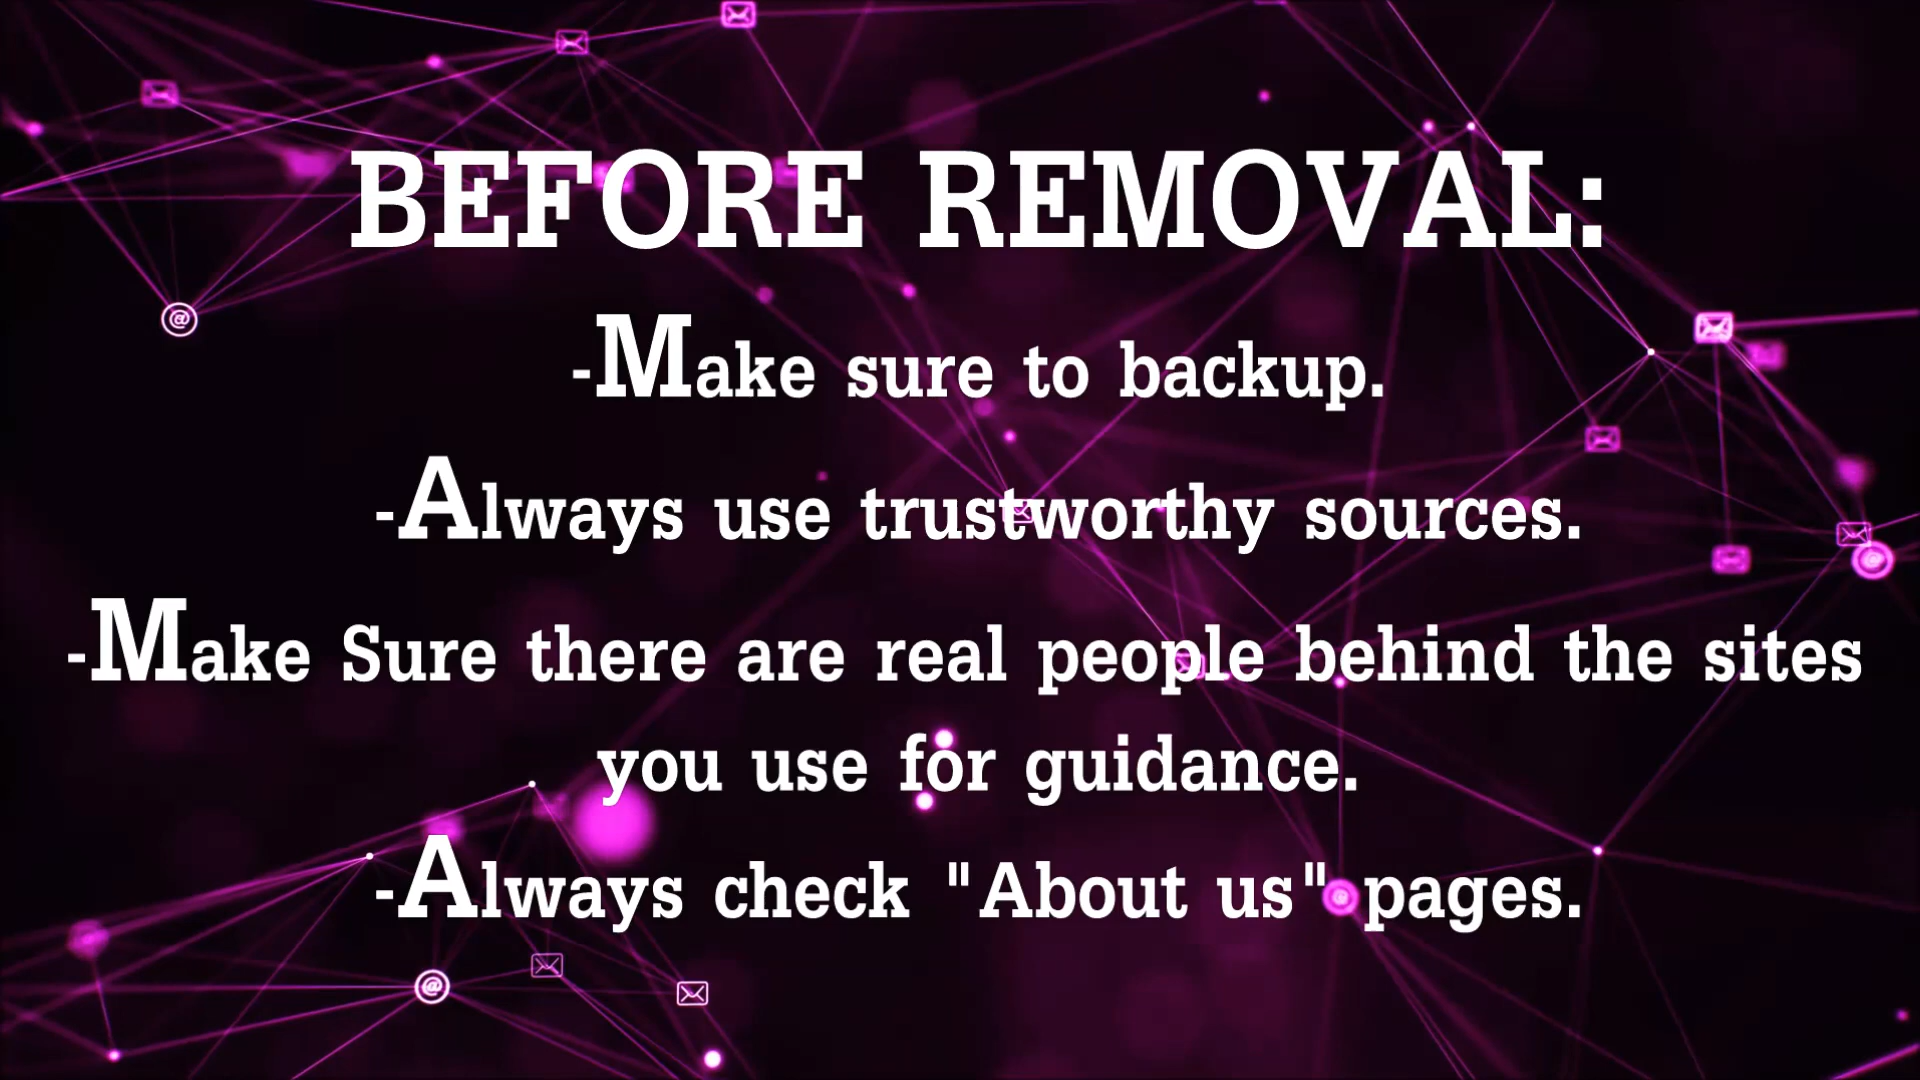 BEFORE REMOVAL:
-Make sure to backup.
-Always use trustworthy sources.
-Make Sure there are real people behind the sites
you use for guidance.
-Always check "About us" pages.